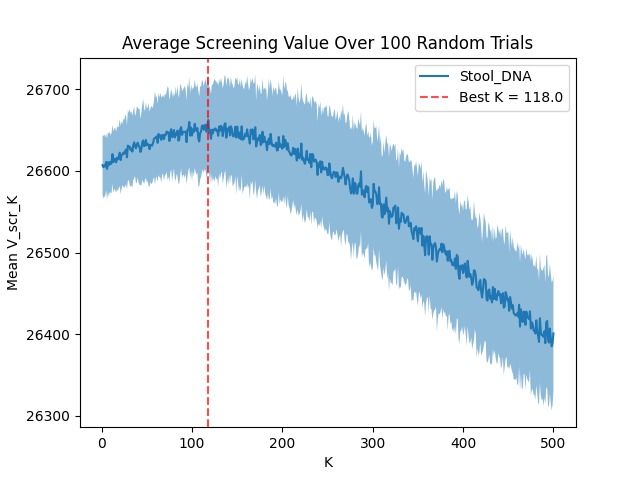 Average Screening Value Over 100 Random Trials
Stool_DNA
Best K = 118.0
Mean V_scr_K
26700
26600
26500
26400
26300
0 100 200 300 400 500
K